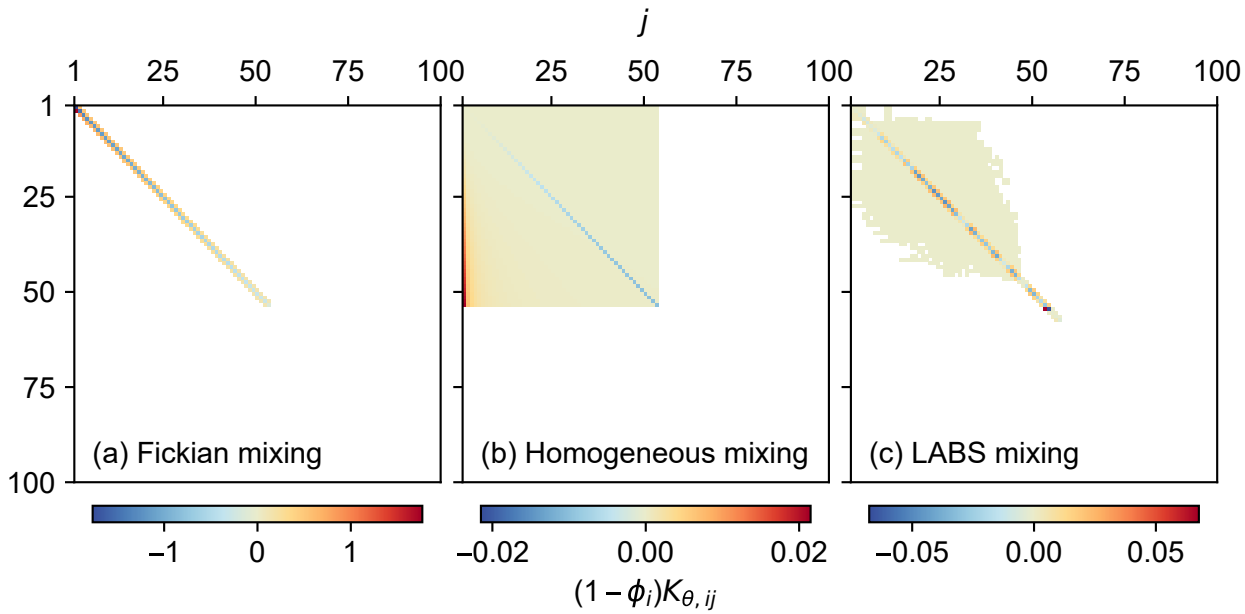 j
1 25 50 75 100 25 50 75 100 25 50 75 100
1
25
50
75
100
(a) Fickian mixing (b) Homogeneous mixing (c) LABS mixing
−1 0 1 −0.02 0.00 0.02 −0.05 0.00 0.05
(1 − ϕᵢ)K_{θ, ij}